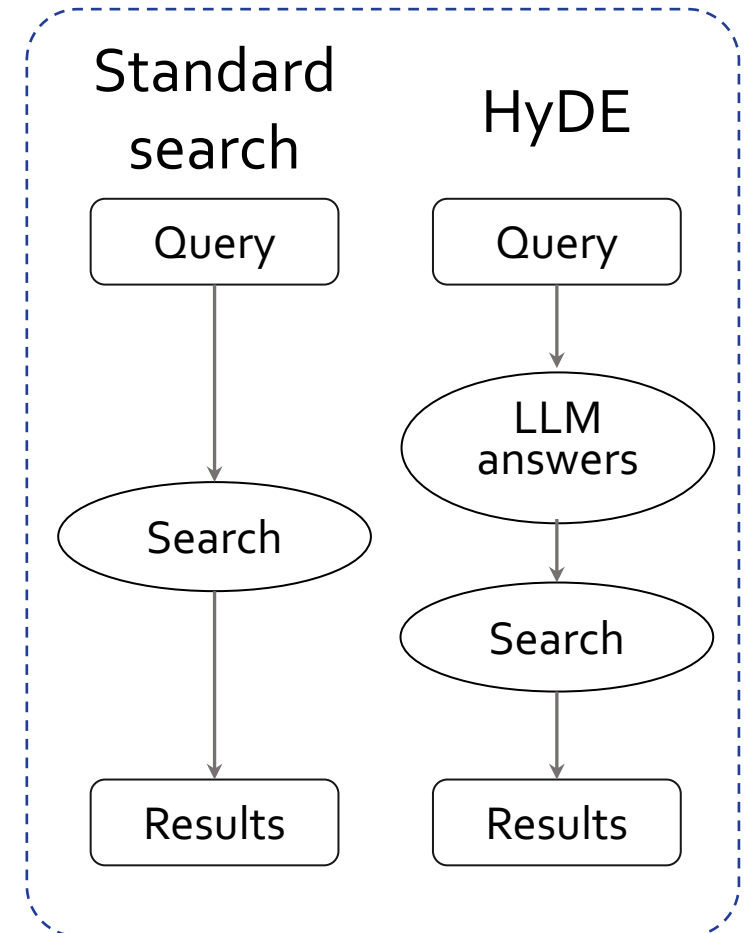 Standard
search
Query
Search
Results
HyDE
Query
LLM
answers
Search
Results